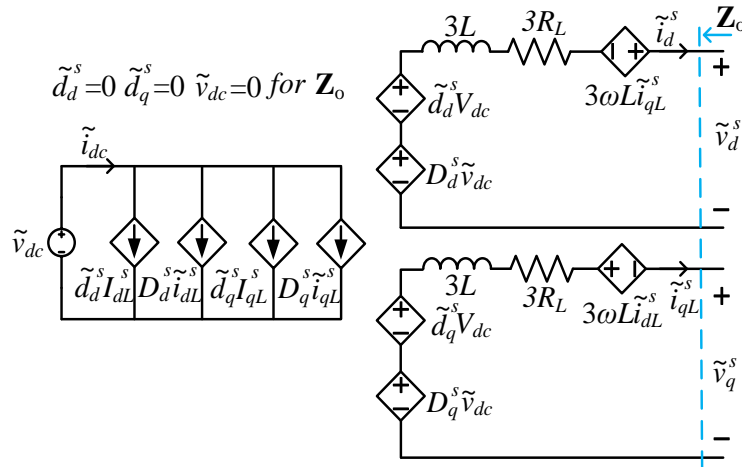 d̃_d^s=0 d̃_q^s=0 ṽ_dc=0 for Z_o
ĩ_dc
ṽ_dc
d̃_d^s I_dL^s
D_d^s ĩ_dL^s
d̃_q^s I_qL^s
D_q^s ĩ_qL^s
3L
3R_L
3ωLĩ_qL^s
ĩ_d^s
Z_o
d̃_d^s V_dc
D_d^s ṽ_dc
+
ṽ_d^s
−
3L
3R_L
3ωLĩ_dL^s
ĩ_qL^s
d̃_q^s V_dc
D_q^s ṽ_dc
+
ṽ_q^s
−